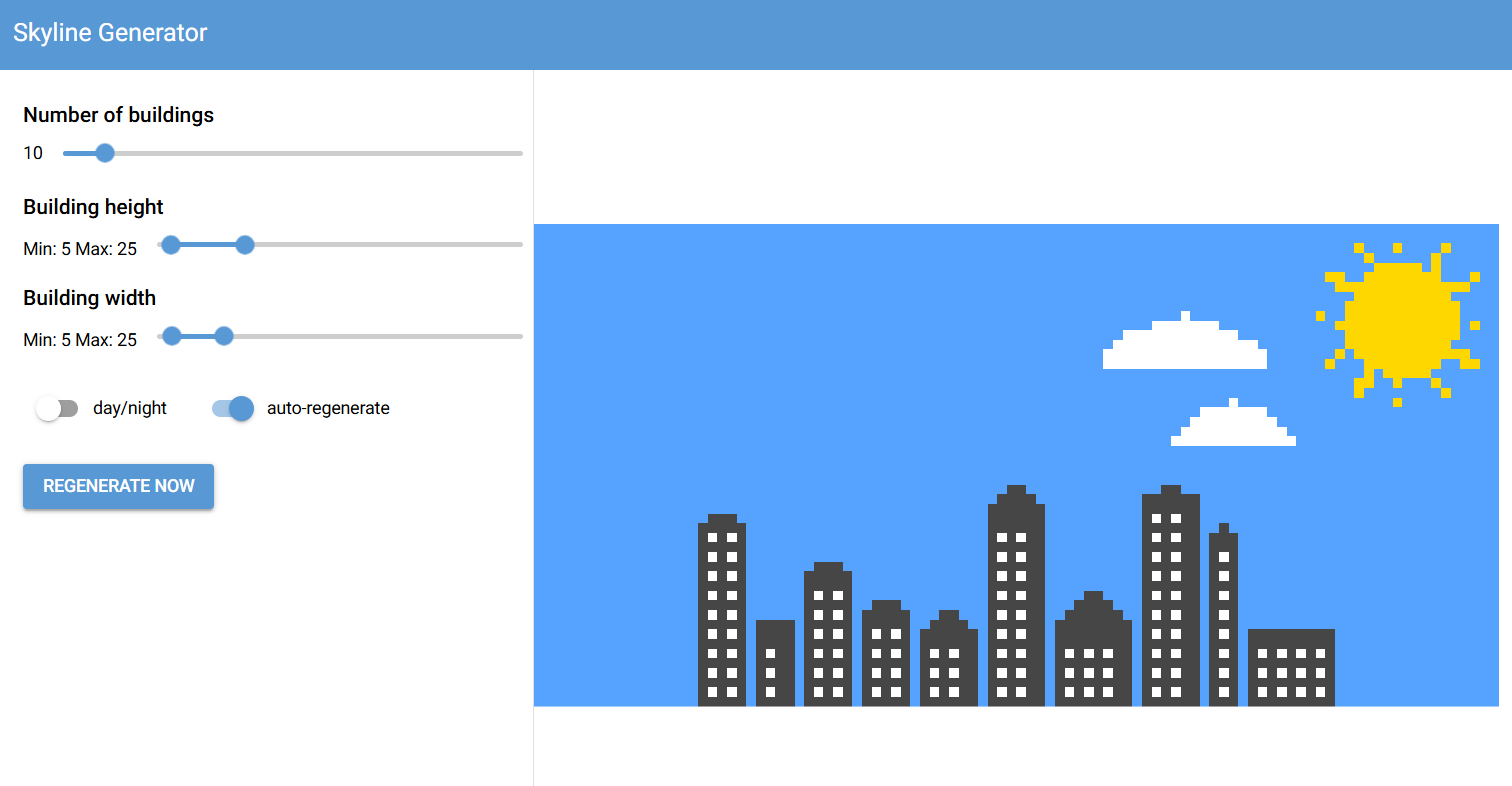 Skyline Generator
Number of buildings
10
Building height
Min: 5 Max: 25
Building width
Min: 5 Max: 25
day/night auto-regenerate
REGENERATE NOW